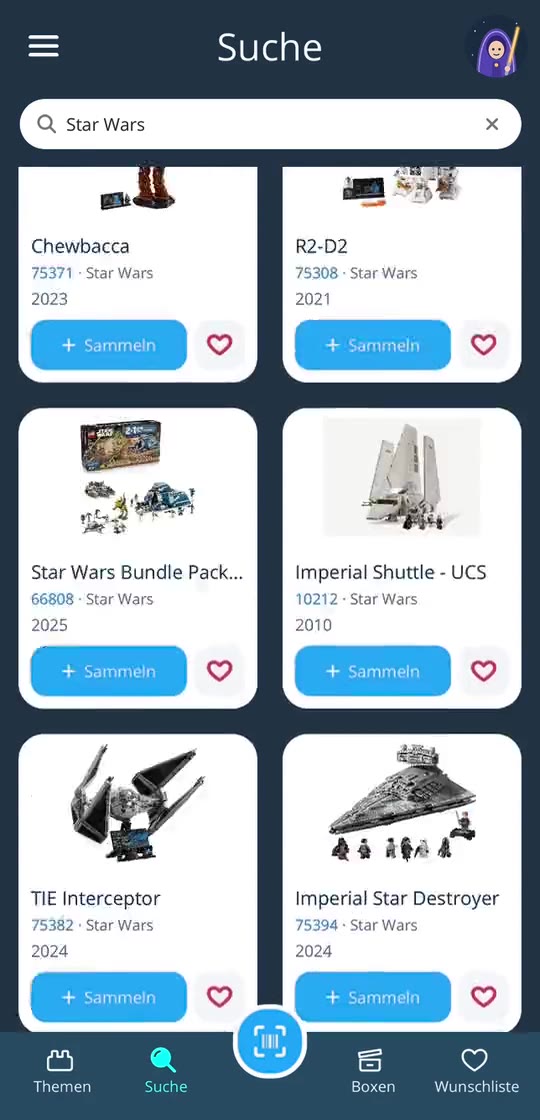 Suche
Star Wars
Chewbacca
75371 · Star Wars
2023
+ Sammeln
R2-D2
75308 · Star Wars
2021
+ Sammeln
Star Wars Bundle Pack...
66808 · Star Wars
2025
+ Sammeln
Imperial Shuttle - UCS
10212 · Star Wars
2010
+ Sammeln
TIE Interceptor
75382 · Star Wars
2024
+ Sammeln
Imperial Star Destroyer
75394 · Star Wars
2024
+ Sammeln
Themen
Suche
Boxen
Wunschliste